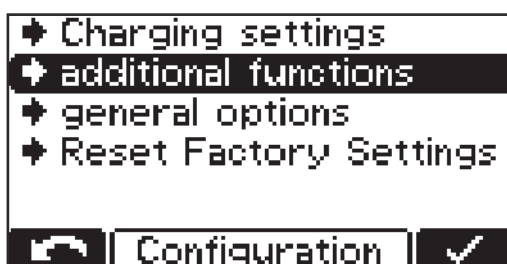 Charging settings
additional functions
general options
Reset Factory Settings
Configuration